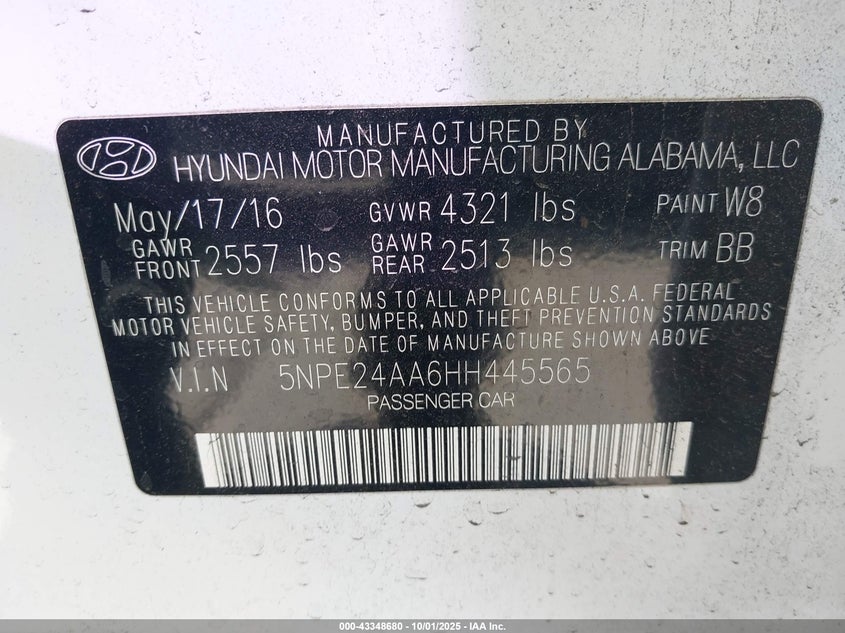 MANUFACTURED BY
HYUNDAI MOTOR MANUFACTURING ALABAMA, LLC
May/17/16 GVWR 4321 lbs PAINT W8
GAWR FRONT 2557 lbs GAWR REAR 2513 lbs TRIM BB
THIS VEHICLE CONFORMS TO ALL APPLICABLE U.S.A. FEDERAL
MOTOR VEHICLE SAFETY, BUMPER, AND THEFT PREVENTION STANDARDS
IN EFFECT ON THE DATE OF MANUFACTURE SHOWN ABOVE
V.I.N 5NPE24AA6HH445565
PASSENGER CAR
000-43348680 - 10/01/2025 - IAA Inc.